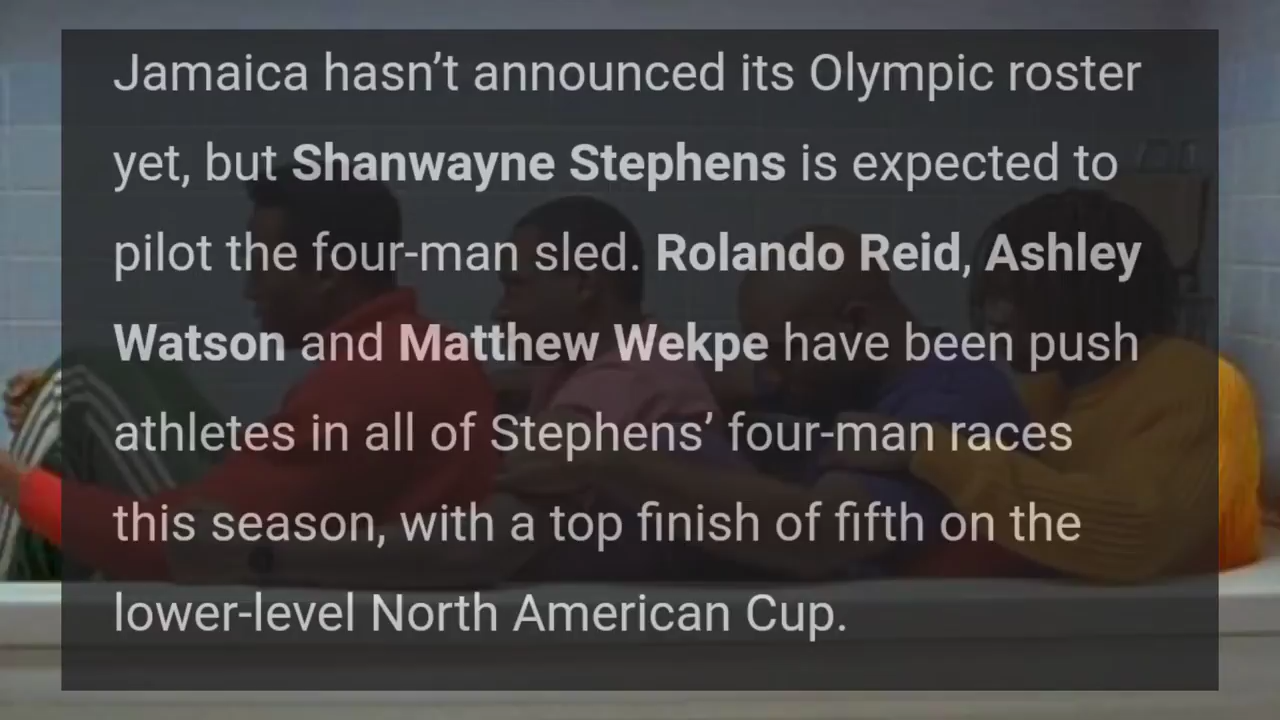 Jamaica hasn’t announced its Olympic roster
yet, but Shanwayne Stephens is expected to
pilot the four-man sled. Rolando Reid, Ashley
Watson and Matthew Wekpe have been push
athletes in all of Stephens’ four-man races
this season, with a top finish of fifth on the
lower-level North American Cup.